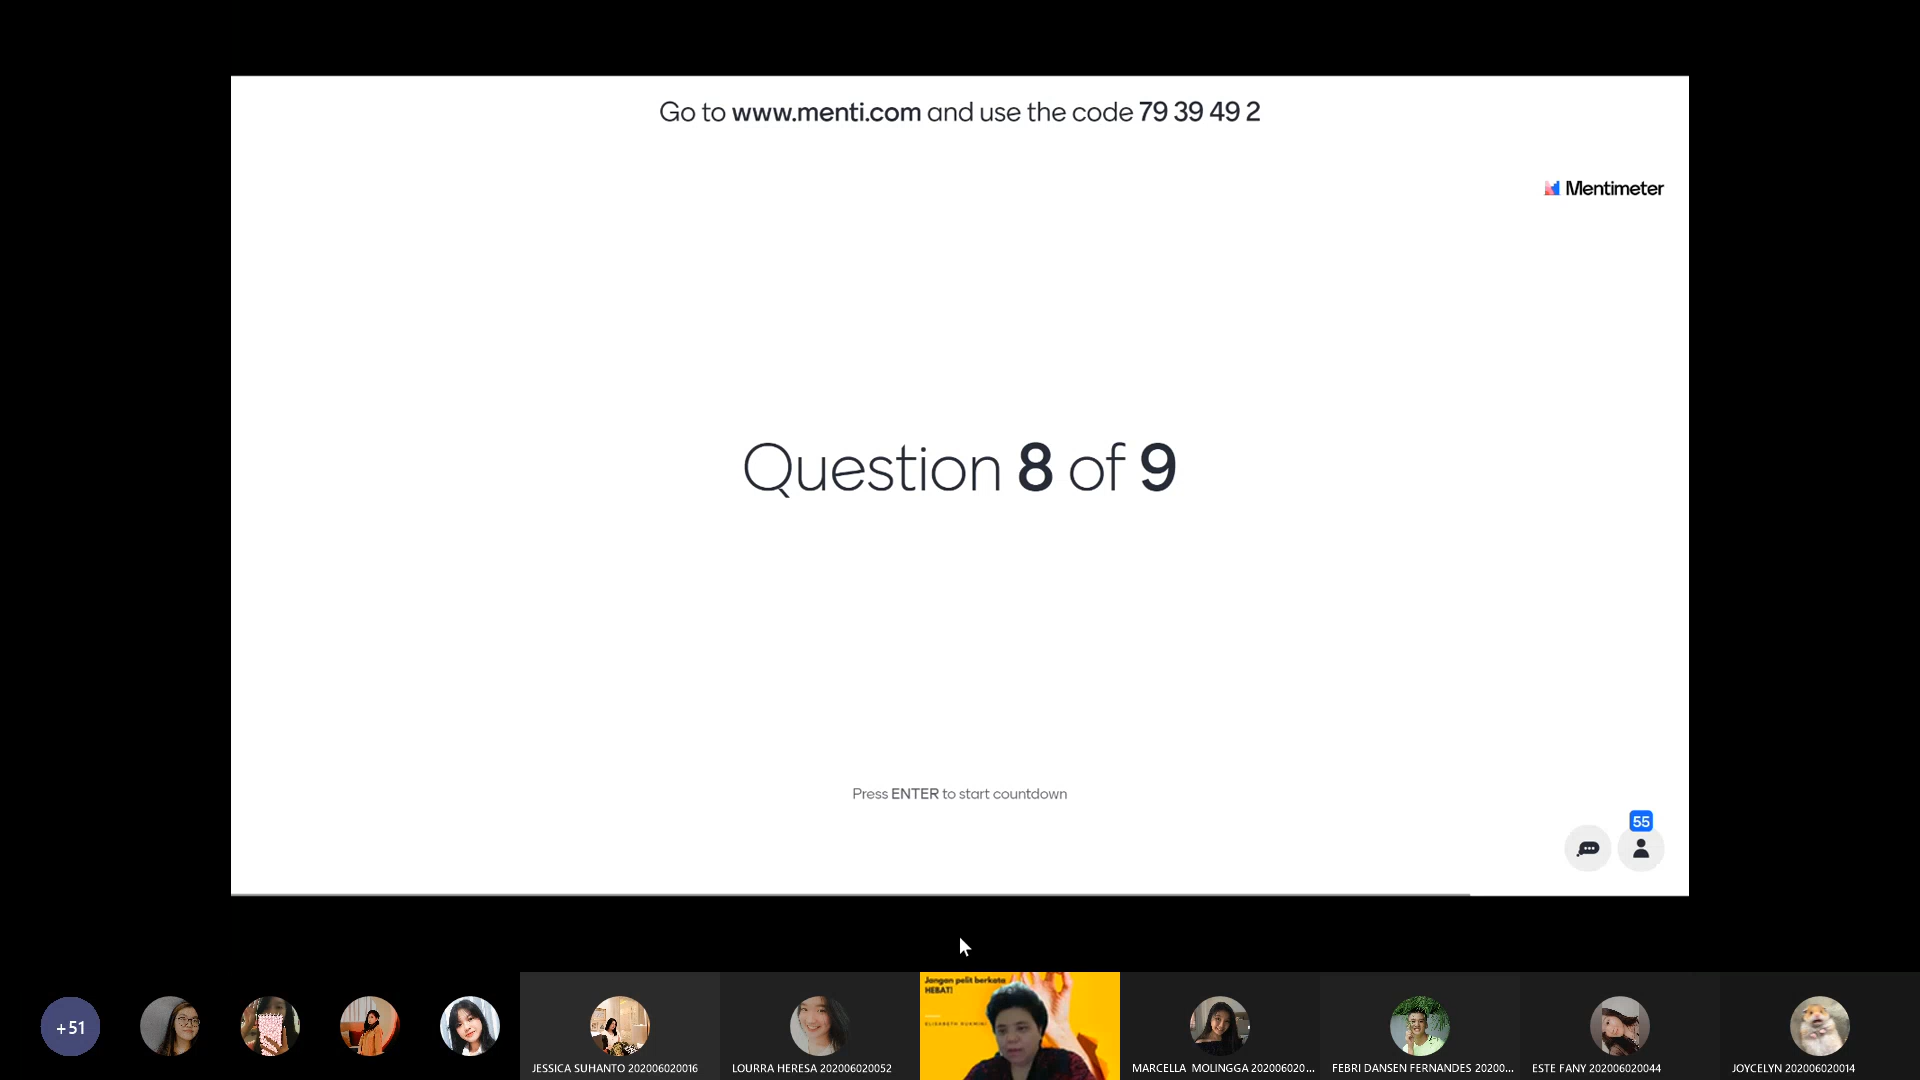 Go to www.menti.com and use the code 79 39 49 2
Mentimeter
Question 8 of 9
Press ENTER to start countdown
55
+51
JESSICA SUHANTO 202006020016
LOURRA HERESA 202006020052
Jangan pelit berkata
HEBAT!
ELISABETH RUKMINI
MARCELLA MOLINGGA 202006020...
FEBRI DANSEN FERNANDES 20200...
ESTE FANY 202006020044
JOYCELYN 202006020014